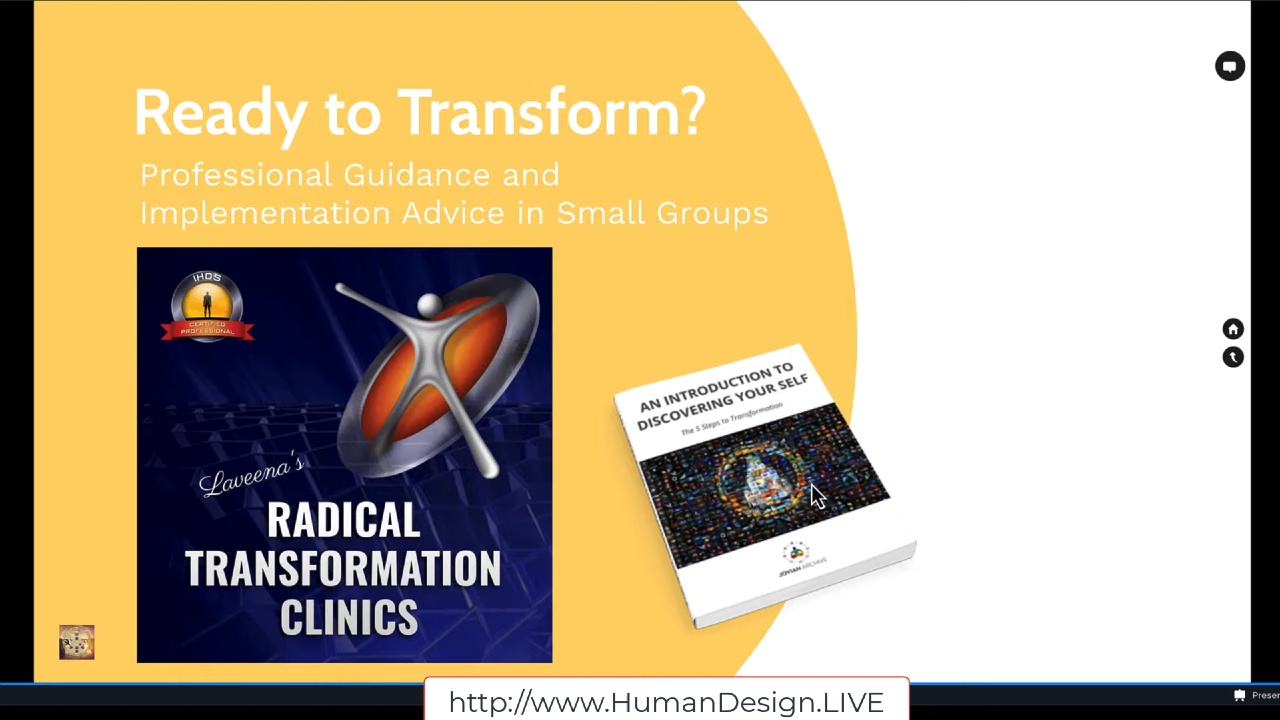 Ready to Transform?
Professional Guidance and
Implementation Advice in Small Groups
IHDS
CERTIFIED
PROFESSIONAL
Laveena's
RADICAL
TRANSFORMATION
CLINICS
AN INTRODUCTION TO
DISCOVERING YOUR SELF
The 5 Steps to Transformation
JOVIAN ARCHIVE
http://www.HumanDesign.LIVE
Presen